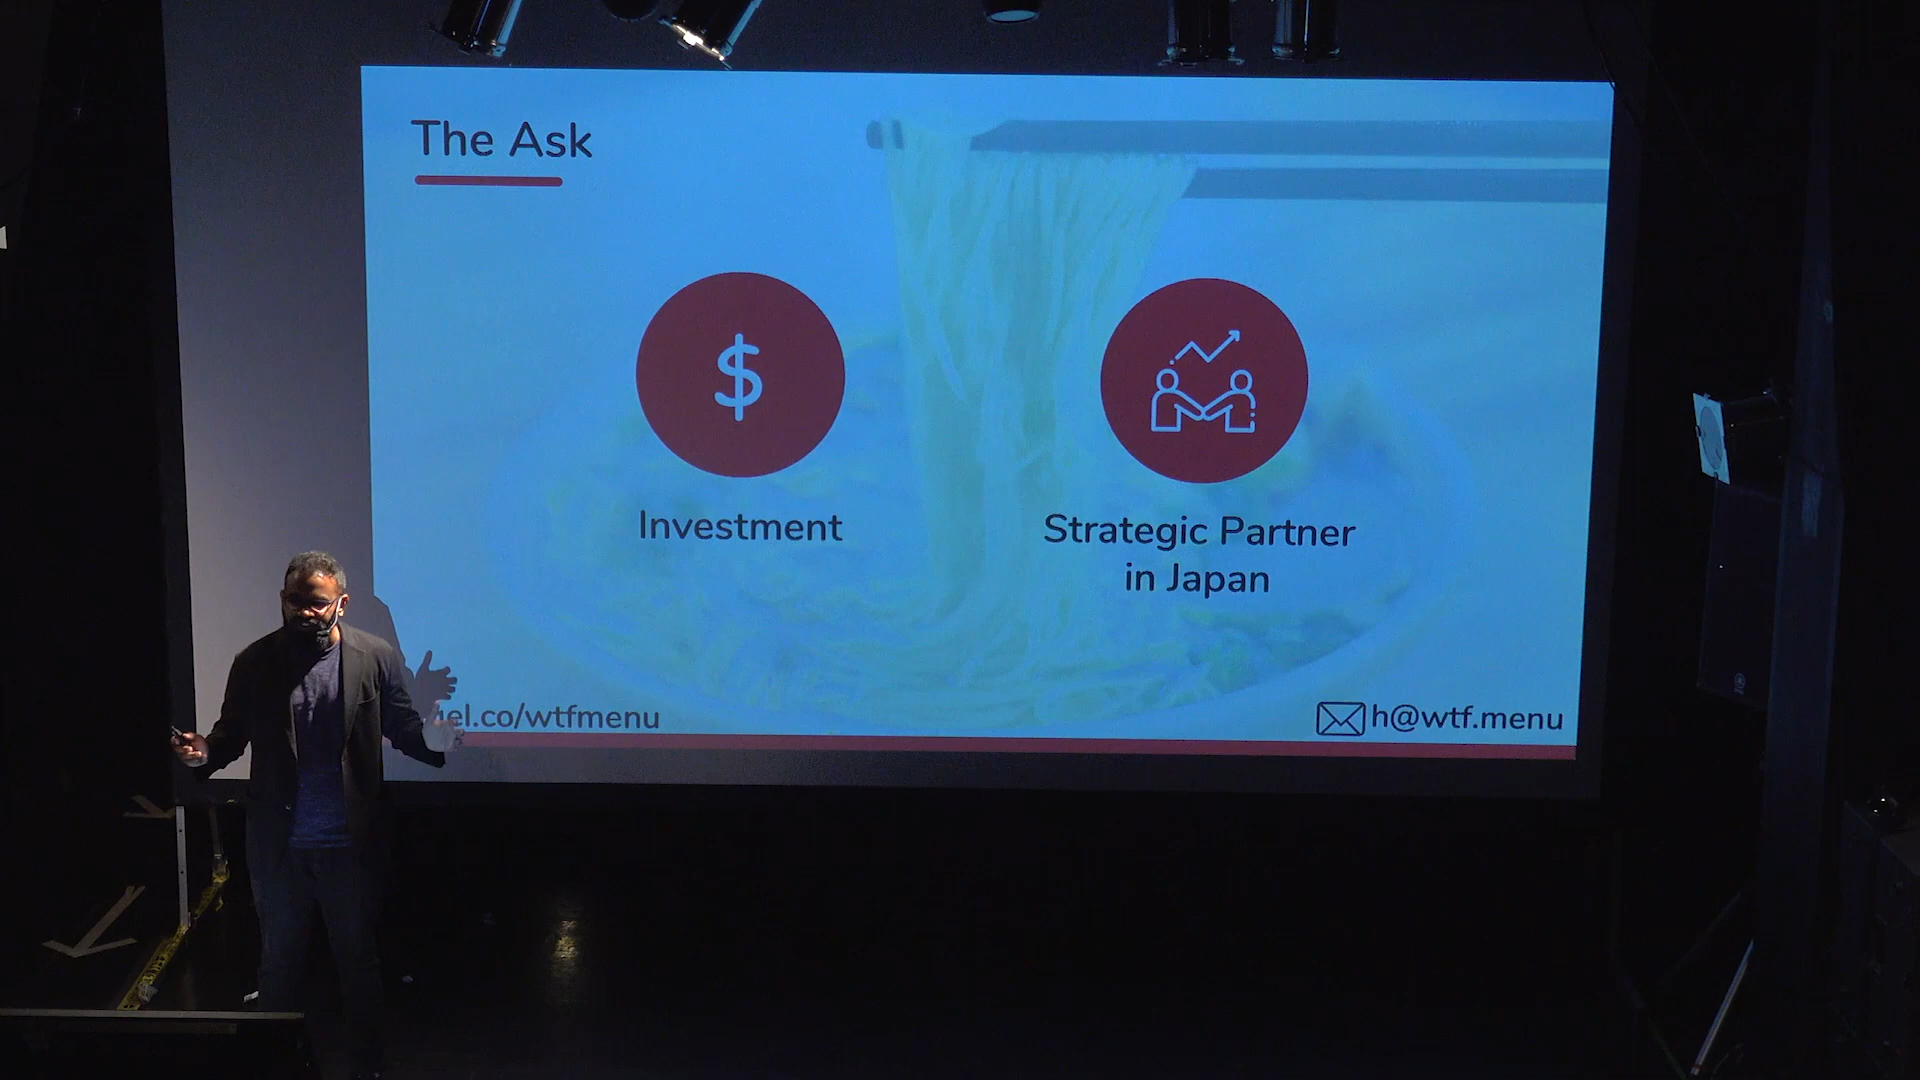 The Ask
$
Investment
Strategic Partner
in Japan
el.co/wtfmenu
h@wtf.menu